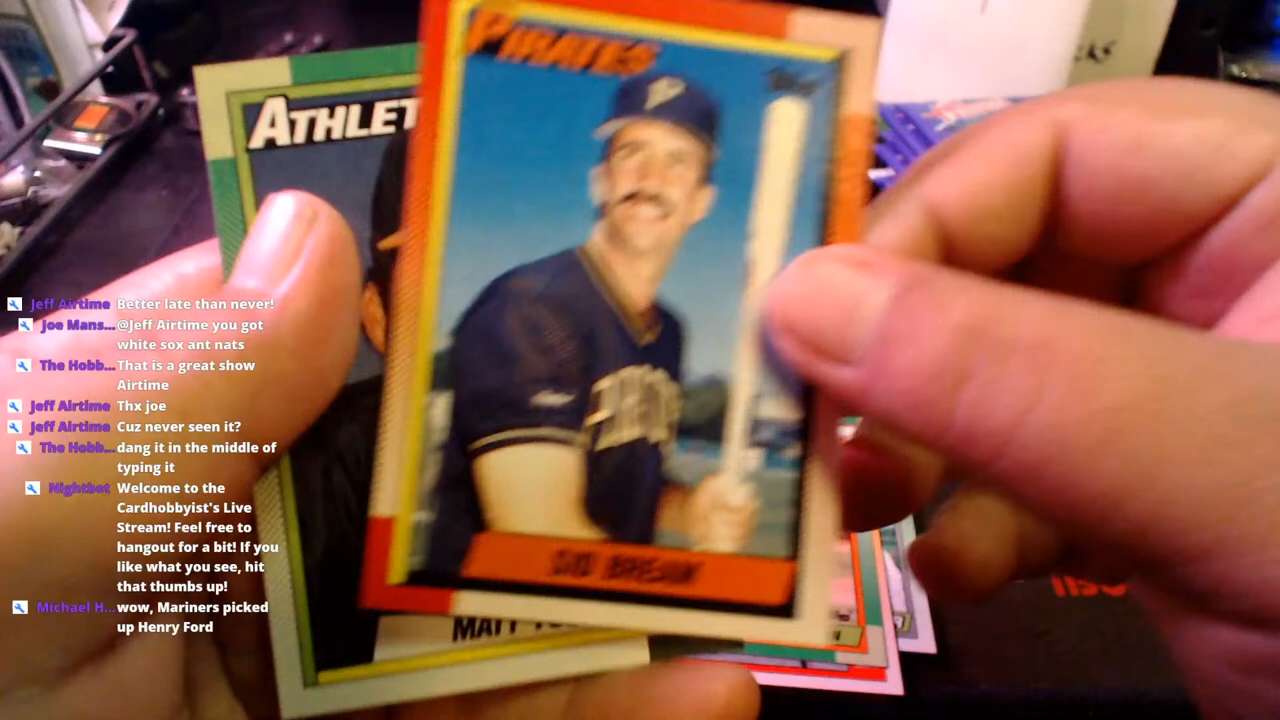 PIRATES
ATHLET
SID BREAM
MATT
Jeff Airtime Better late than never!
Joe Mans... @Jeff Airtime you got
white sox ant nats
The Hobb... That is a great show
Airtime
Jeff Airtime Thx joe
Jeff Airtime Cuz never seen it?
The Hobb... dang it in the middle of
typing it
Nightbot Welcome to the
Cardhobbyist's Live
Stream! Feel free to
hangout for a bit! If you
like what you see, hit
that thumbs up!
Michael H... wow, Mariners picked
up Henry Ford